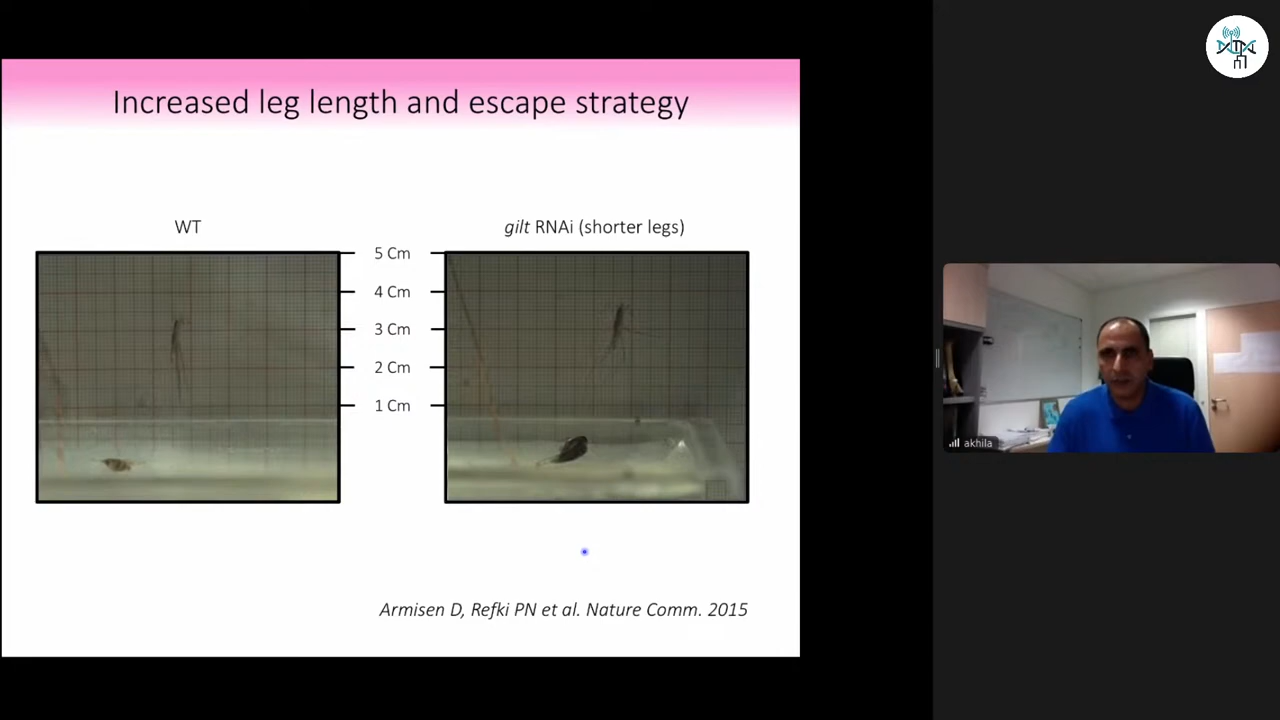 Increased leg length and escape strategy
WT
gilt RNAi (shorter legs)
5 Cm
4 Cm
3 Cm
2 Cm
1 Cm
Armisen D, Refki PN et al. Nature Comm. 2015
akhila